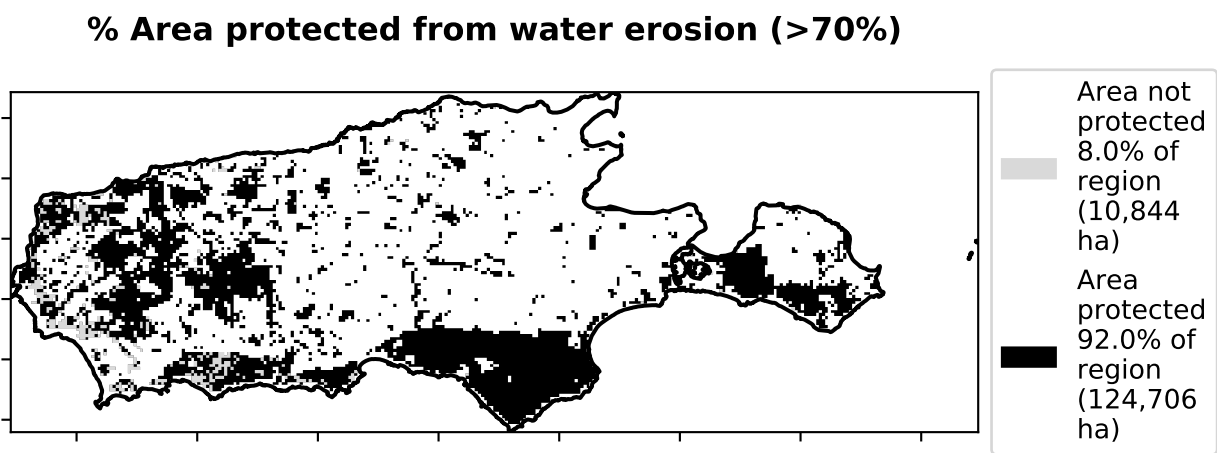 % Area protected from water erosion (>70%)
Area not
protected
8.0% of
region
(10,844
ha)
Area
protected
92.0% of
region
(124,706
ha)